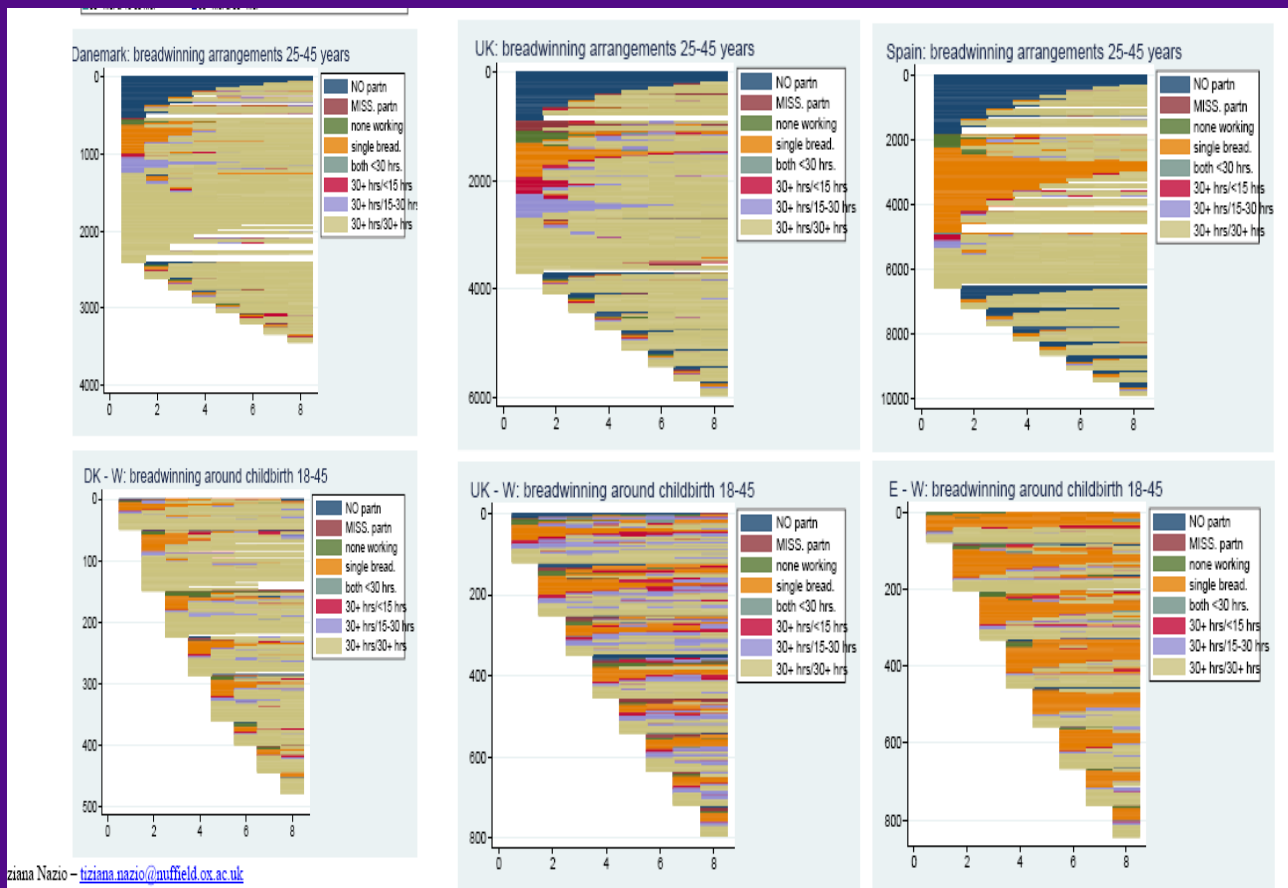 Danemark: breadwinning arrangements 25-45 years
0
1000
2000
3000
4000
0 2 4 6 8
NO partn
MISS. partn
none working
single bread.
both <30 hrs.
30+ hrs/<15 hrs
30+ hrs/15-30 hrs
30+ hrs/30+ hrs
UK: breadwinning arrangements 25-45 years
0
2000
4000
6000
0 2 4 6 8
NO partn
MISS. partn
none working
single bread.
both <30 hrs.
30+ hrs/<15 hrs
30+ hrs/15-30 hrs
30+ hrs/30+ hrs
Spain: breadwinning arrangements 25-45 years
0
2000
4000
6000
8000
10000
0 2 4 6 8
NO partn
MISS. partn
none working
single bread.
both <30 hrs.
30+ hrs/<15 hrs
30+ hrs/15-30 hrs
30+ hrs/30+ hrs
DK - W: breadwinning around childbirth 18-45
0
100
200
300
400
500
0 2 4 6 8
NO partn
MISS. partn
none working
single bread.
both <30 hrs.
30+ hrs/<15 hrs
30+ hrs/15-30 hrs
30+ hrs/30+ hrs
UK - W: breadwinning around childbirth 18-45
0
200
400
600
800
0 2 4 6 8
NO partn
MISS. partn
none working
single bread.
both <30 hrs.
30+ hrs/<15 hrs
30+ hrs/15-30 hrs
30+ hrs/30+ hrs
E - W: breadwinning around childbirth 18-45
0
200
400
600
800
0 2 4 6 8
NO partn
MISS. partn
none working
single bread.
both <30 hrs.
30+ hrs/<15 hrs
30+ hrs/15-30 hrs
30+ hrs/30+ hrs
ziana Nazio – tiziana.nazio@nuffield.ox.ac.uk